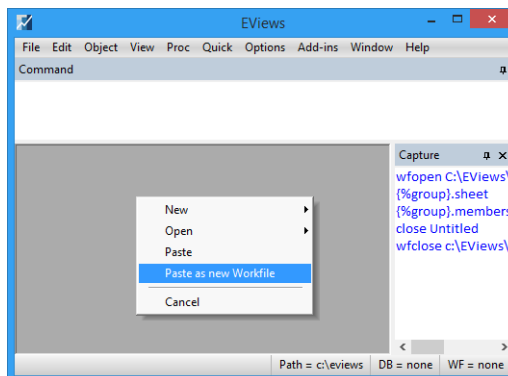 EViews
File Edit Object View Proc Quick Options Add-ins Window Help
Command
Capture
wfopen C:\EViews\
{%group}.sheet
{%group}.members
close Untitled
wfclose c:\EViews\
New
Open
Paste
Paste as new Workfile
Cancel
Path = c:\eviews DB = none WF = none